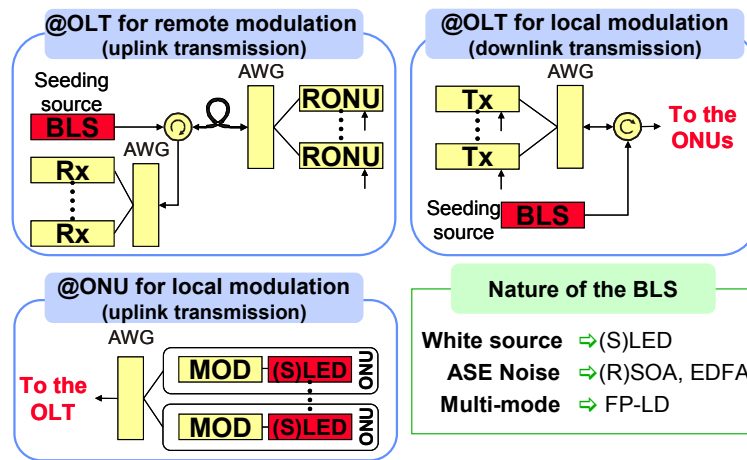 @OLT for remote modulation
(uplink transmission)
Seeding
source
BLS
AWG
RONU
RONU
AWG
Rx
Rx
@OLT for local modulation
(downlink transmission)
AWG
Tx
Tx
To the
ONUs
Seeding
source
BLS
@ONU for local modulation
(uplink transmission)
AWG
To the
OLT
MOD
(S)LED
ONU
MOD
(S)LED
ONU
Nature of the BLS
White source ⇨(S)LED
ASE Noise ⇨(R)SOA, EDFA
Multi-mode ⇨ FP-LD